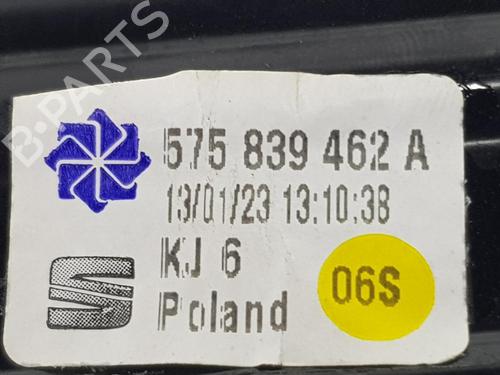 B-PARTS
575 839 462 A
13/01/23 13:10:38
KJ 6
06S
Poland